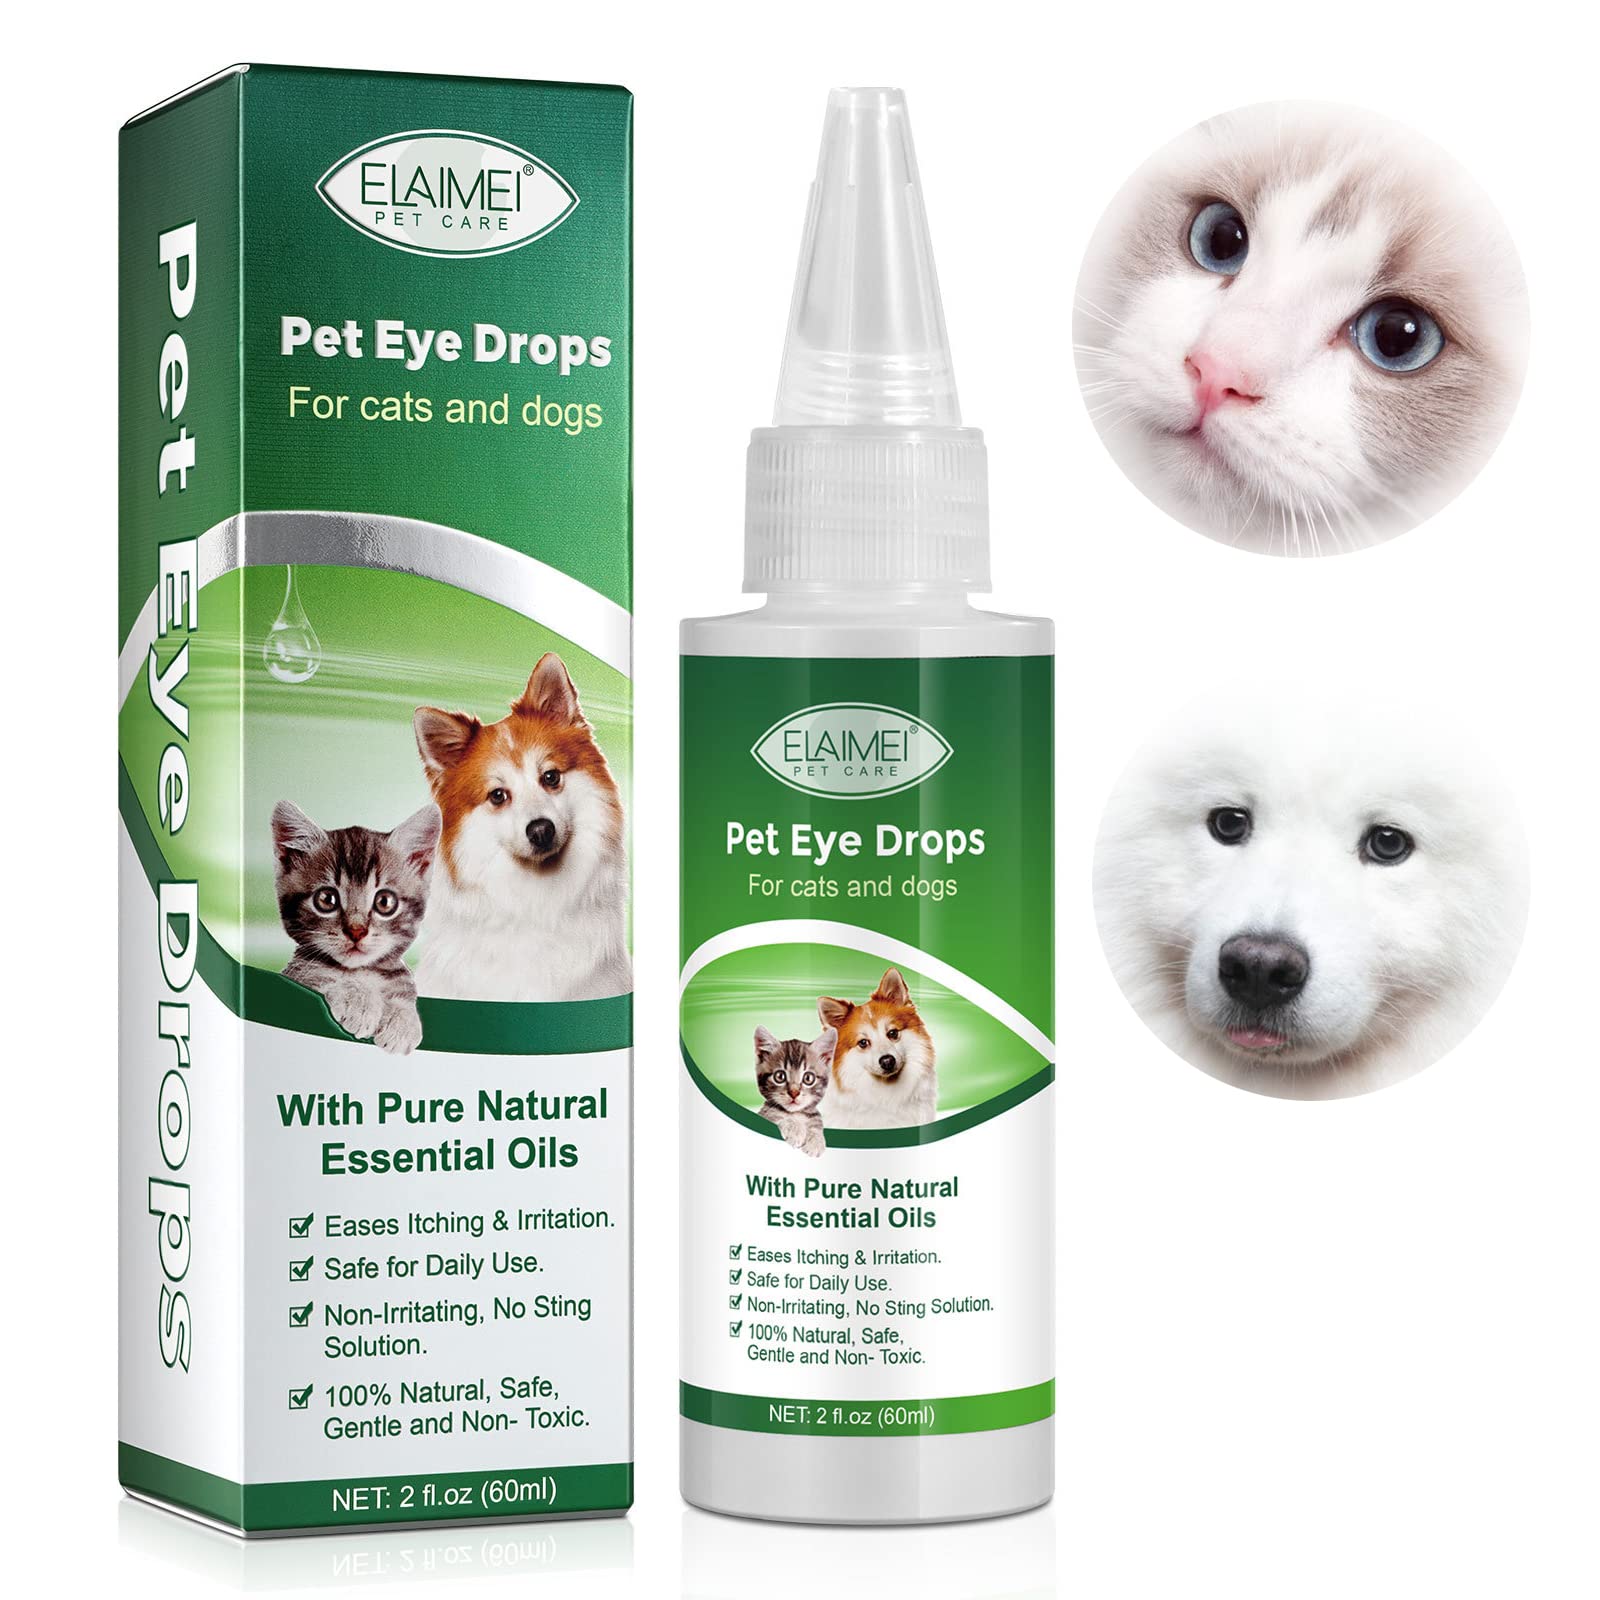 ELAIMEI®
PET CARE
Pet Eye Drops
For cats and dogs
With Pure Natural
Essential Oils
Eases Itching & Irritation.
Safe for Daily Use.
Non-Irritating, No Sting
Solution.
100% Natural, Safe,
Gentle and Non- Toxic.
NET: 2 fl.oz (60ml)
Pet Eye Drops
ELAIMEI®
PET CARE
Pet Eye Drops
For cats and dogs
With Pure Natural
Essential Oils
Eases Itching & Irritation.
Safe for Daily Use.
Non-Irritating, No Sting Solution.
100% Natural, Safe,
Gentle and Non- Toxic.
NET: 2 fl.oz (60ml)